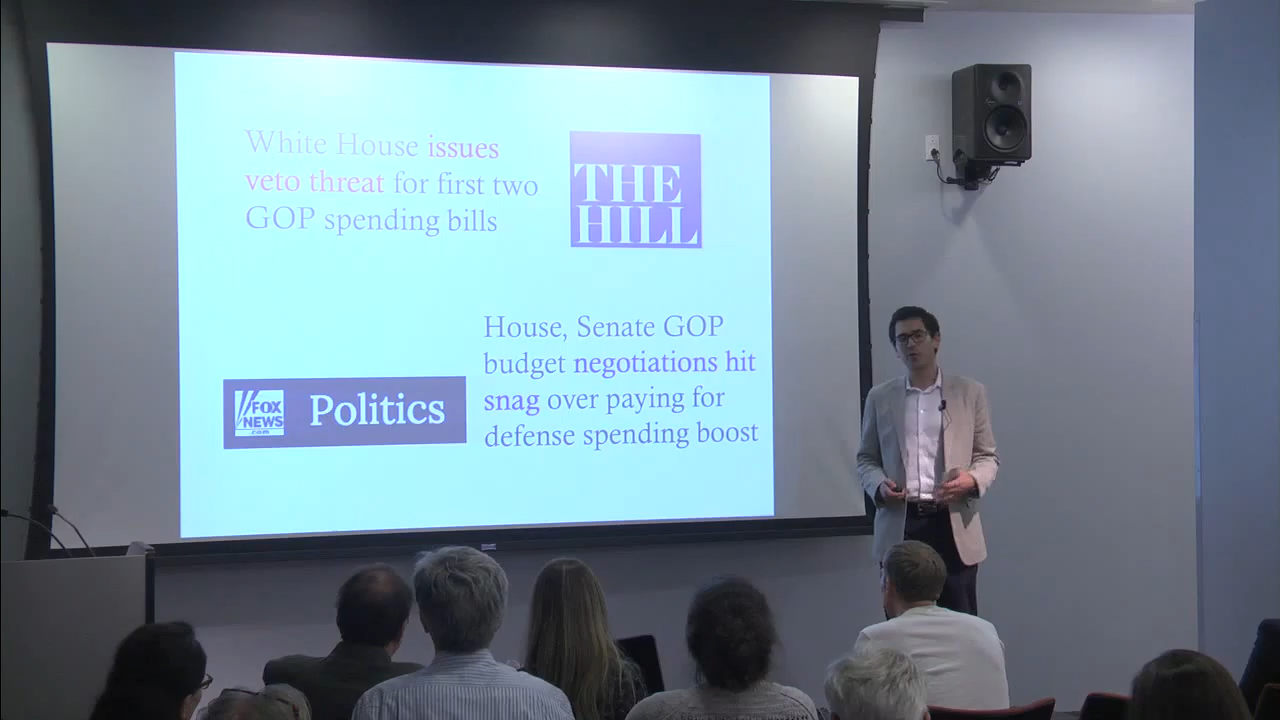 White House issues
veto threat for first two
GOP spending bills
THE
HILL
House, Senate GOP
budget negotiations hit
snag over paying for
defense spending boost
FOX
NEWS
.com
Politics